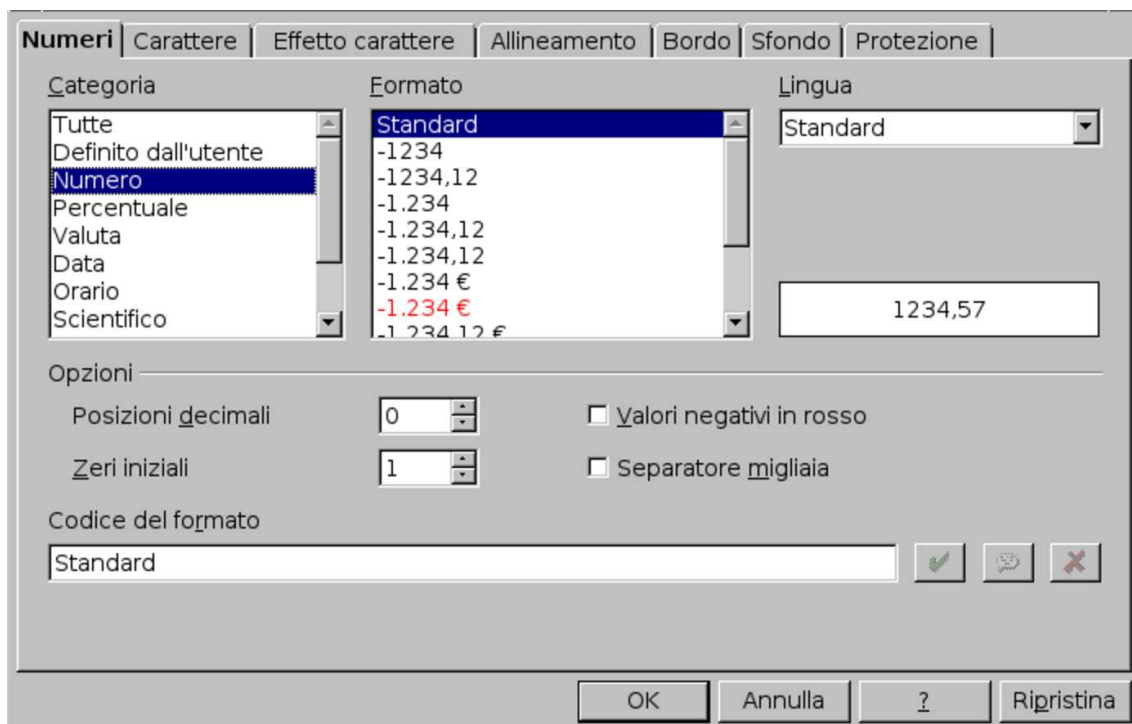 Numeri Carattere Effetto carattere Allineamento Bordo Sfondo Protezione
Categoria
Tutte
Definito dall'utente
Numero
Percentuale
Valuta
Data
Orario
Scientifico
Formato
Standard
-1234
-1234,12
-1.234
-1.234,12
-1.234,12
-1.234 €
-1.234 €
-1.234,12 €
Lingua
Standard
1234,57
Opzioni
Posizioni decimali 0
Valori negativi in rosso
Zeri iniziali 1
Separatore migliaia
Codice del formato
Standard
OK Annulla ? Ripristina